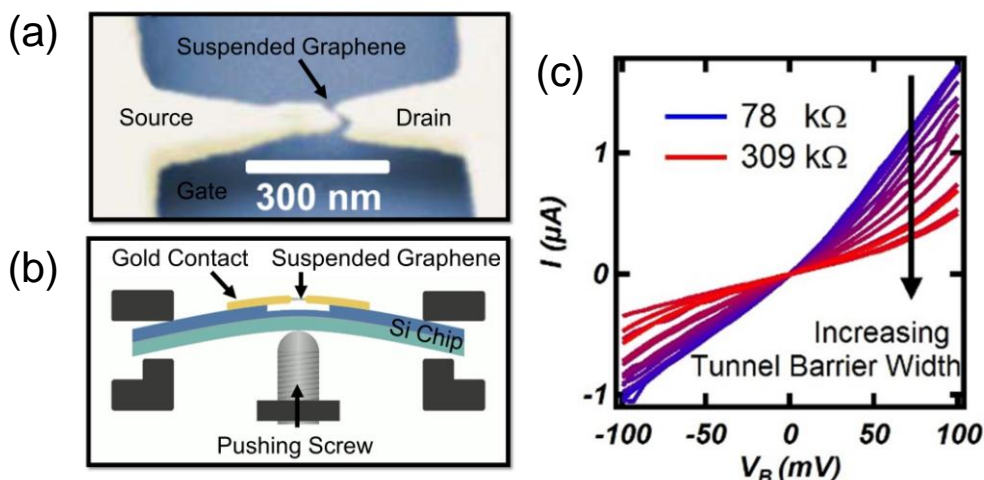 (a)
Suspended Graphene
Source
Drain
Gate
300 nm
(b)
Gold Contact
Suspended Graphene
Si Chip
Pushing Screw
(c)
78 kΩ
309 kΩ
1
0
-1
I (μA)
Increasing
Tunnel Barrier Width
-100
-50
0
50
100
V_B (mV)